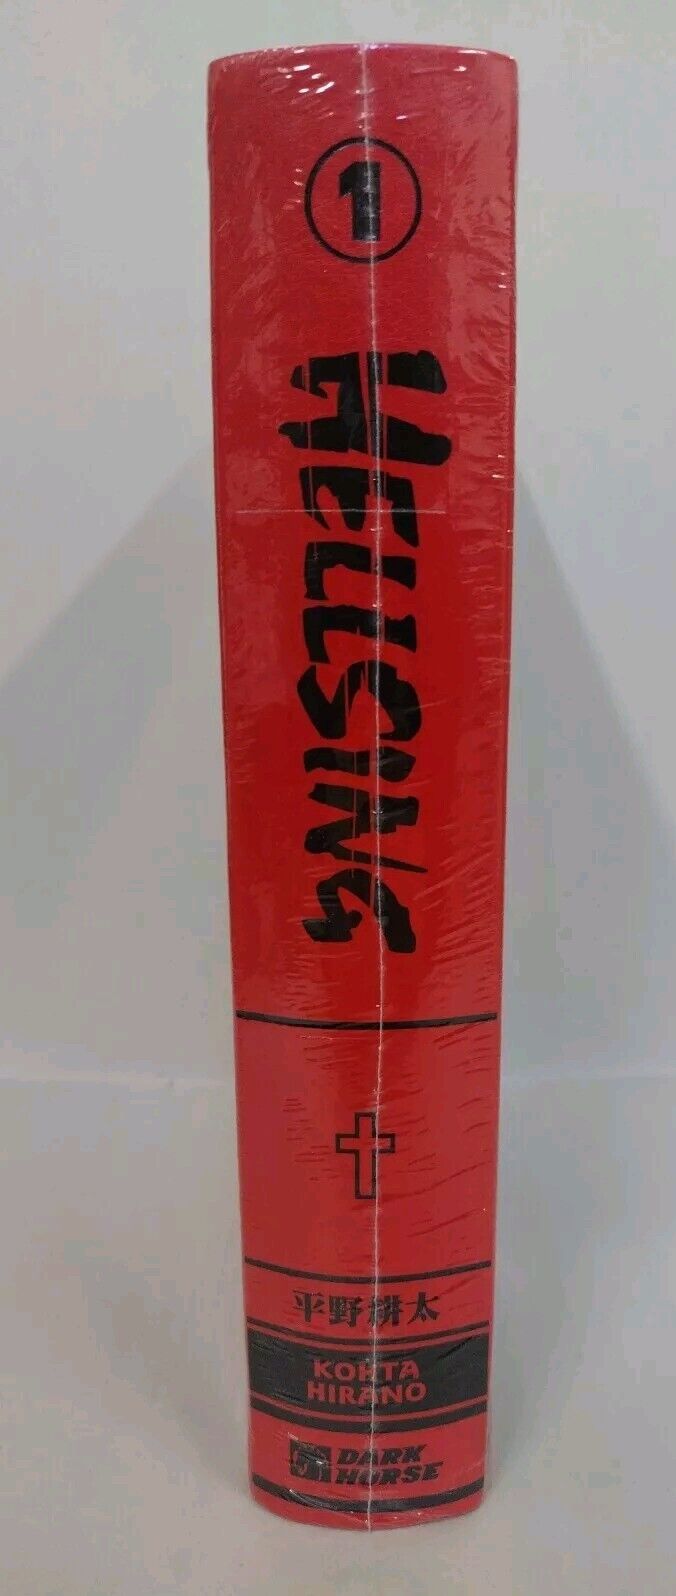 1
HELLSING
平野耕太
KOHTA
HIRANO
DARK
HORSE